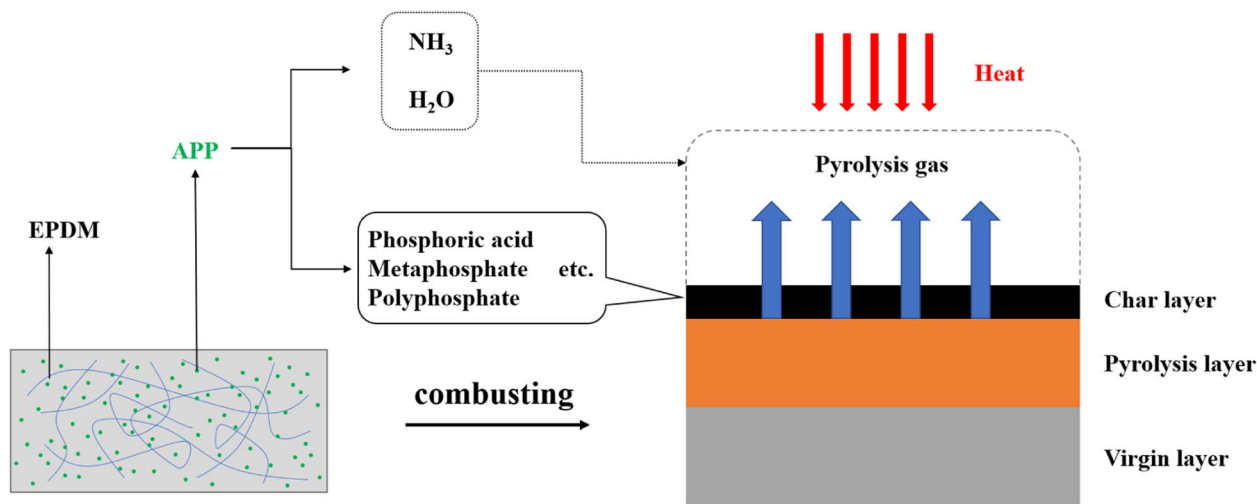 NH₃
H₂O
Heat
APP
Pyrolysis gas
EPDM
Phosphoric acid
Metaphosphate etc.
Polyphosphate
Char layer
Pyrolysis layer
combusting
Virgin layer